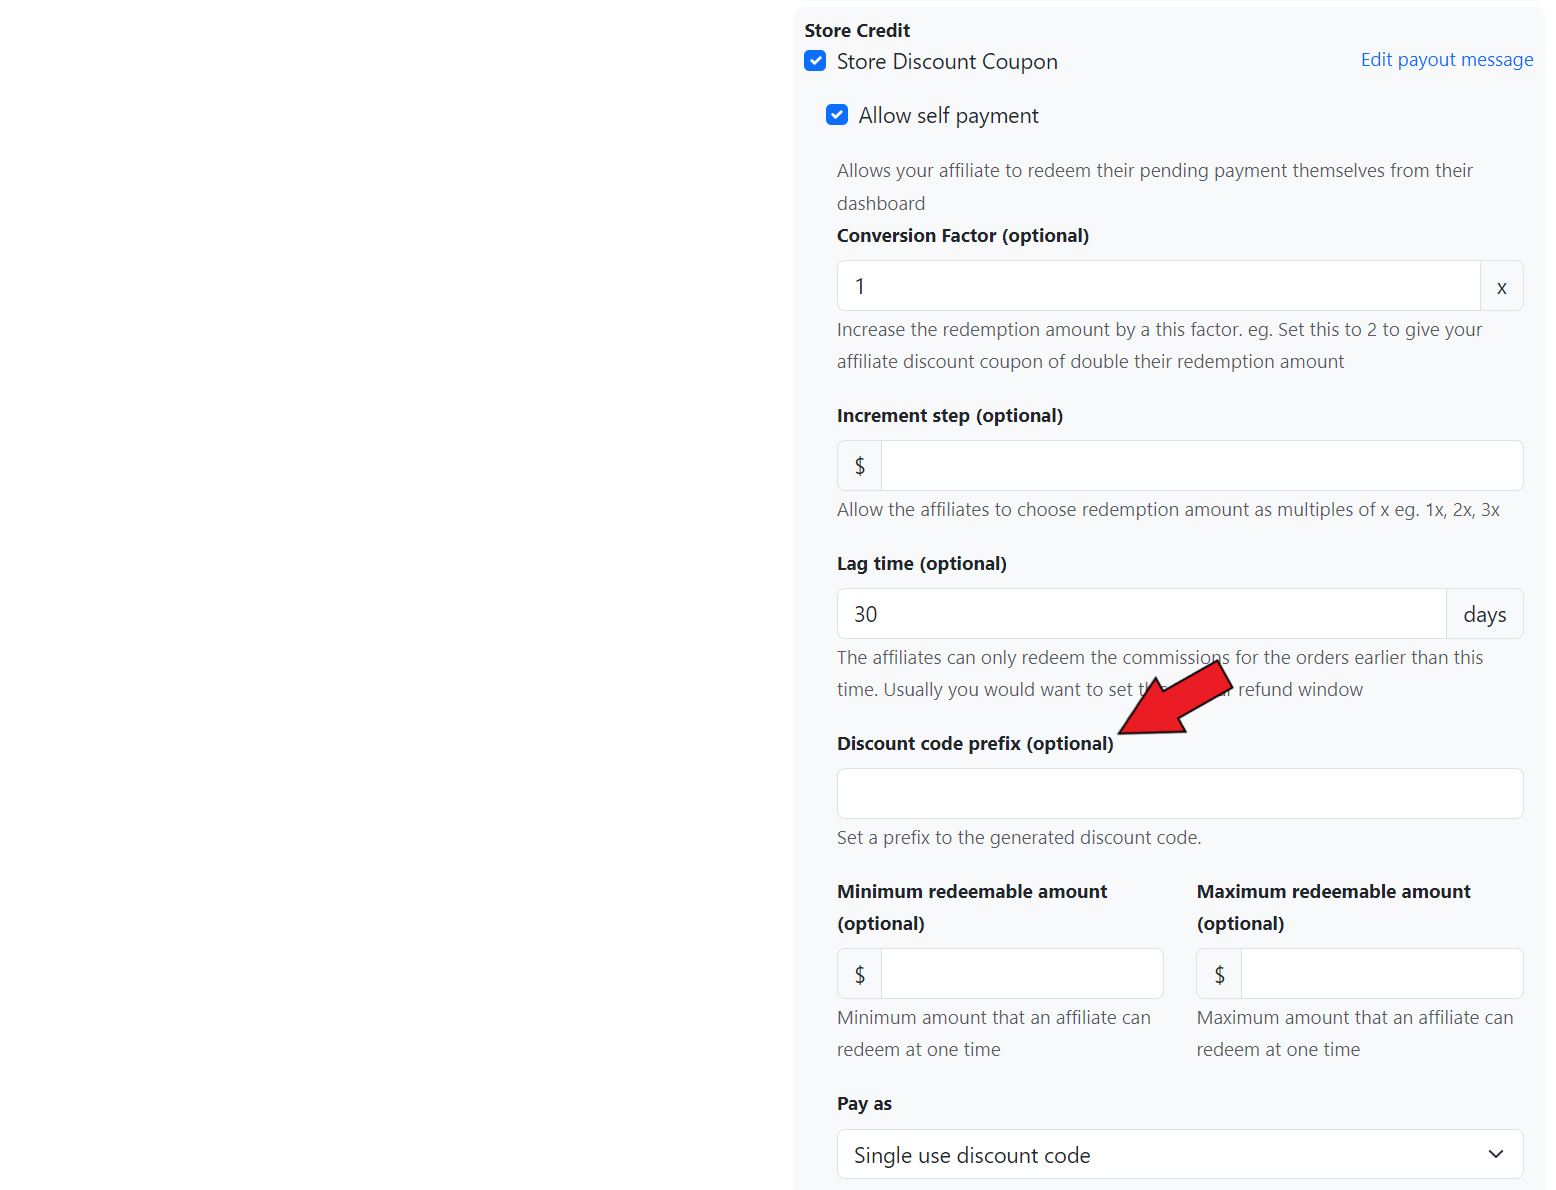 Store Credit
Store Discount Coupon
Edit payout message
Allow self payment
Allows your affiliate to redeem their pending payment themselves from their
dashboard
Conversion Factor (optional)
1
x
Increase the redemption amount by a this factor. eg. Set this to 2 to give your
affiliate discount coupon of double their redemption amount
Increment step (optional)
$
Allow the affiliates to choose redemption amount as multiples of x eg. 1x, 2x, 3x
Lag time (optional)
30
days
The affiliates can only redeem the commissions for the orders earlier than this
time. Usually you would want to set refund window
Discount code prefix (optional)
Set a prefix to the generated discount code.
Minimum redeemable amount
(optional)
Maximum redeemable amount
(optional)
$
$
Minimum amount that an affiliate can
redeem at one time
Maximum amount that an affiliate can
redeem at one time
Pay as
Single use discount code